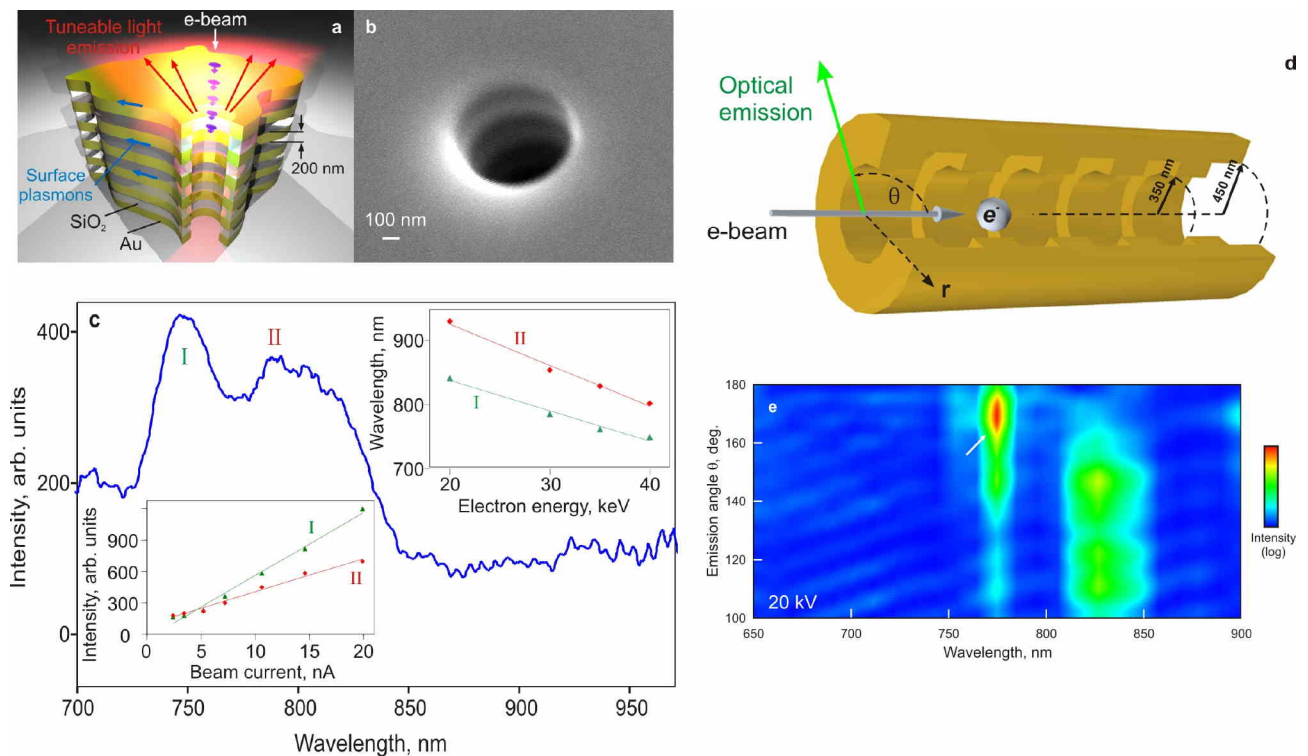 Tuneable light
emission
e-beam
a
200 nm
Surface
plasmons
SiO2
Au
b
100 nm
d
Optical
emission
θ
e-beam
e-
r
350 nm
450 nm
c
Intensity, arb. units
400
200
0
I
II
Wavelength, nm
900
800
700
II
I
20
30
40
Electron energy, keV
Intensity, arb. units
900
600
300
0
I
II
0
5
10
15
20
Beam current, nA
700
750
800
850
900
950
Wavelength, nm
e
Emission angle θ, deg.
180
160
140
120
100
20 kV
650
700
750
800
850
900
Wavelength, nm
Intensity
(log)